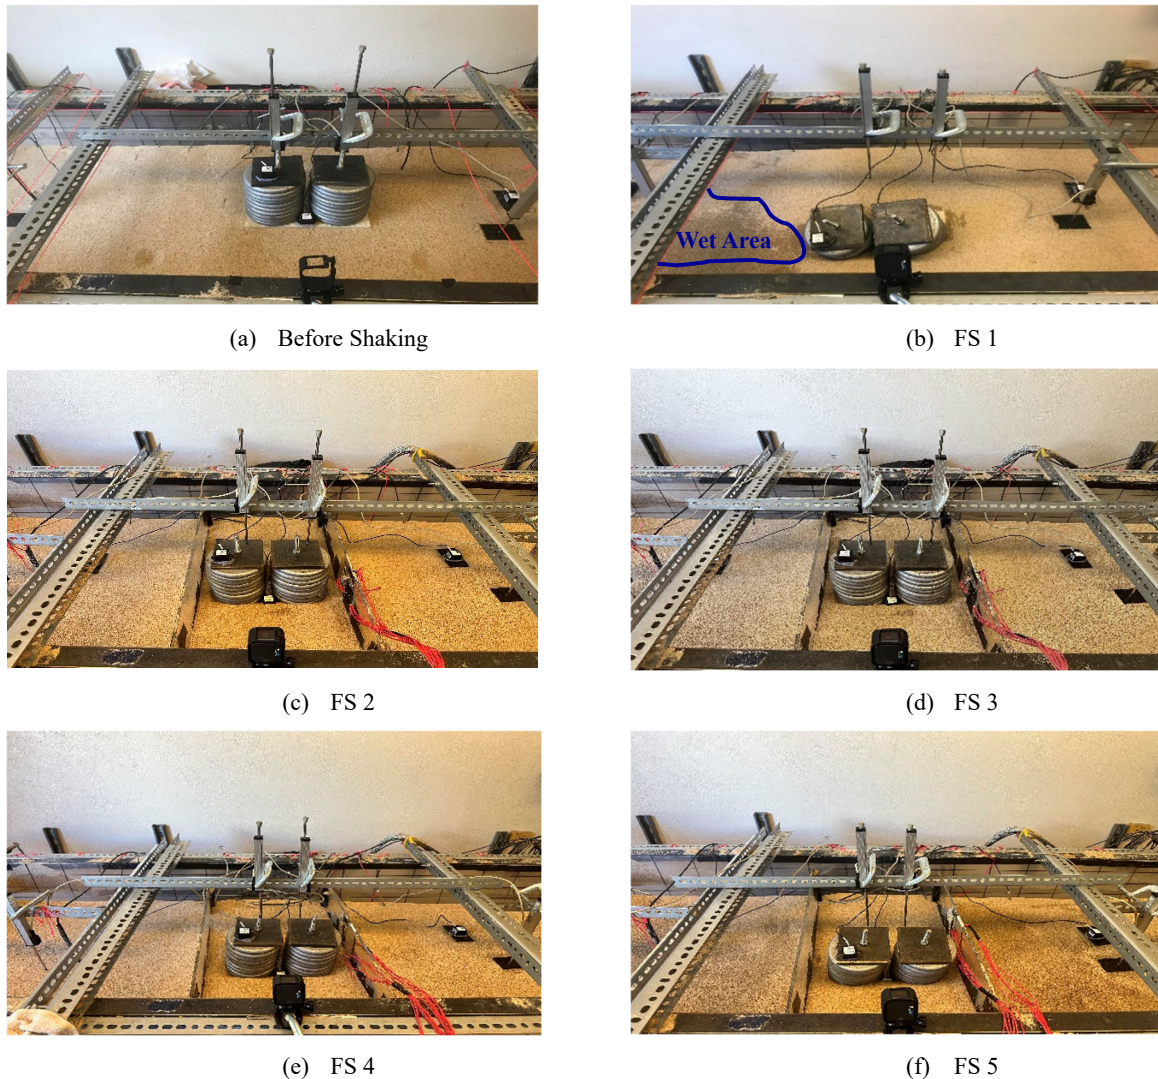 (a) Before Shaking
Wet Area
(b) FS 1
(c) FS 2
(d) FS 3
(e) FS 4
(f) FS 5